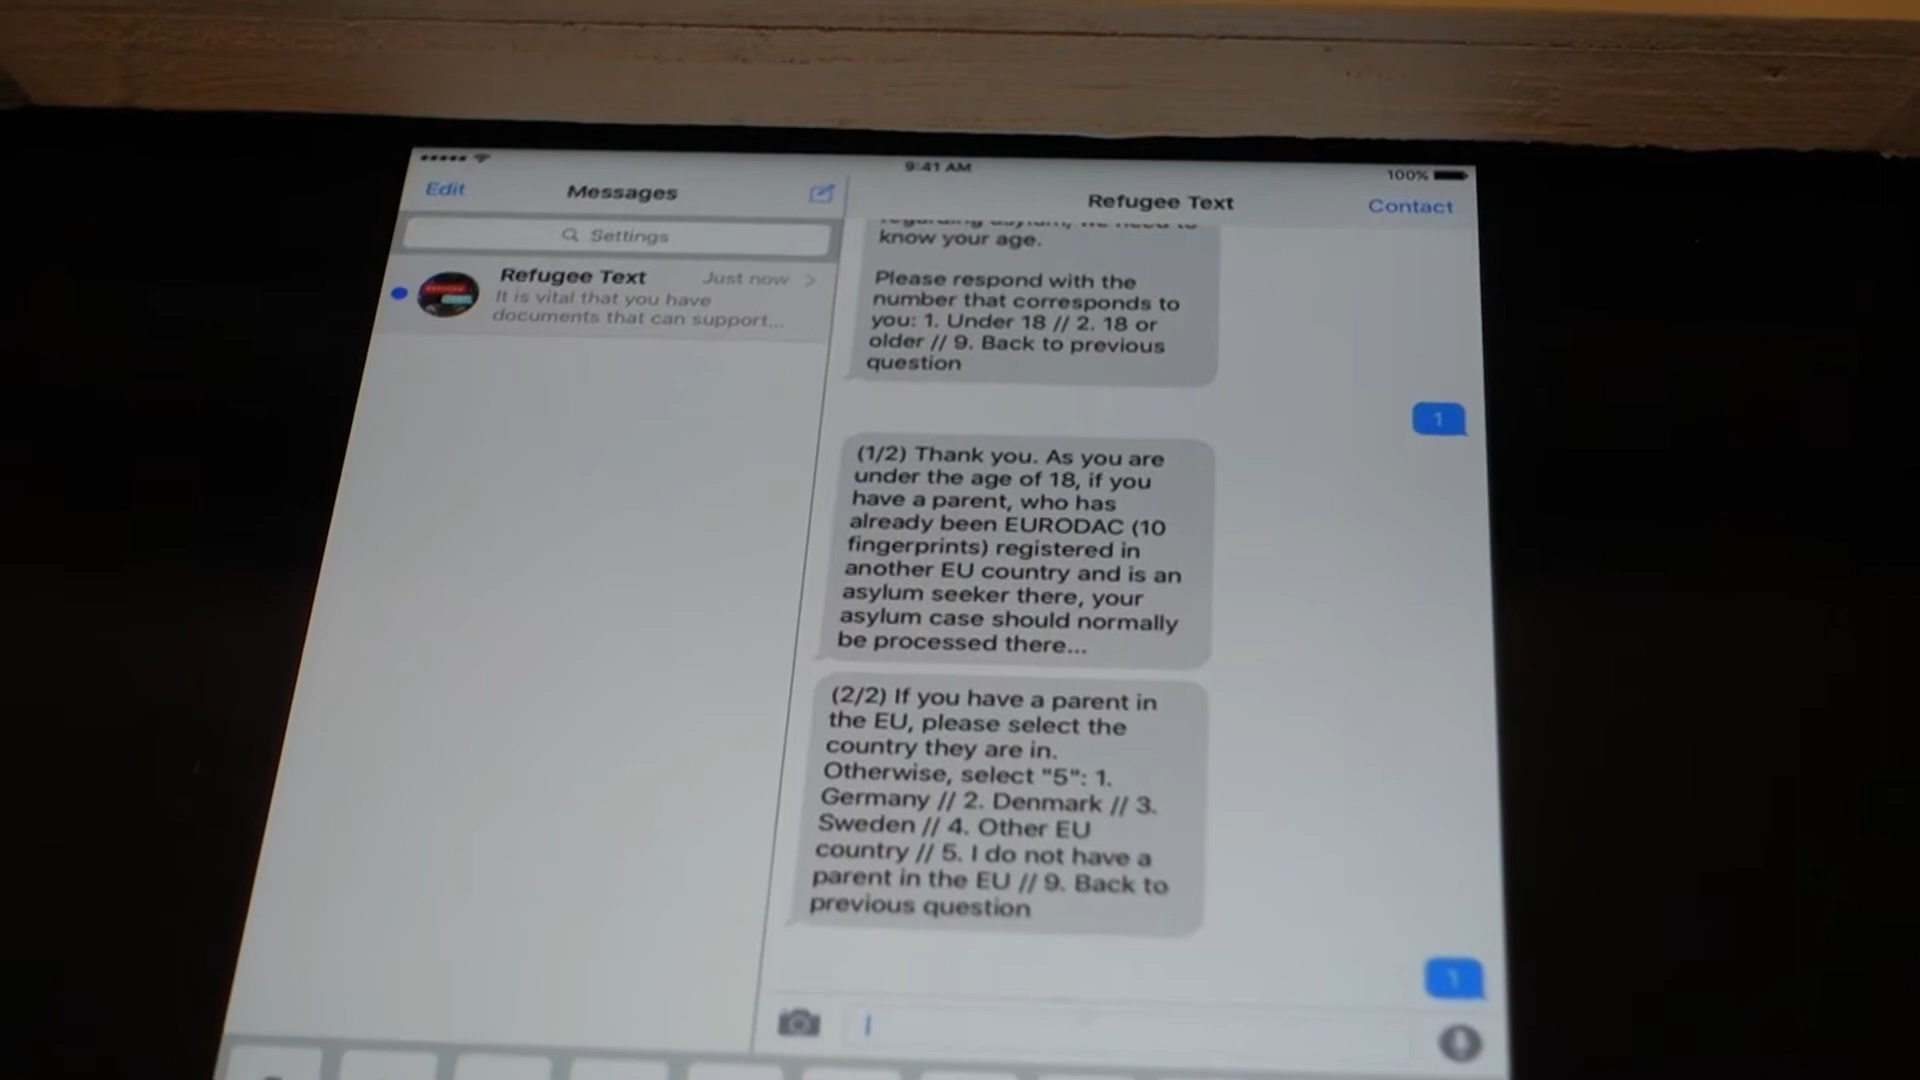 9:41 AM
100%
Edit
Messages
Settings
Refugee Text
Just now
It is vital that you have
documents that can support...
Refugee Text
Contact
know your age.
Please respond with the
number that corresponds to
you: 1. Under 18 // 2. 18 or
older // 9. Back to previous
question
1
(1/2) Thank you. As you are
under the age of 18, if you
have a parent, who has
already been EURODAC (10
fingerprints) registered in
another EU country and is an
asylum seeker there, your
asylum case should normally
be processed there...
(2/2) If you have a parent in
the EU, please select the
country they are in.
Otherwise, select "5": 1.
Germany // 2. Denmark // 3.
Sweden // 4. Other EU
country // 5. I do not have a
parent in the EU // 9. Back to
previous question
1